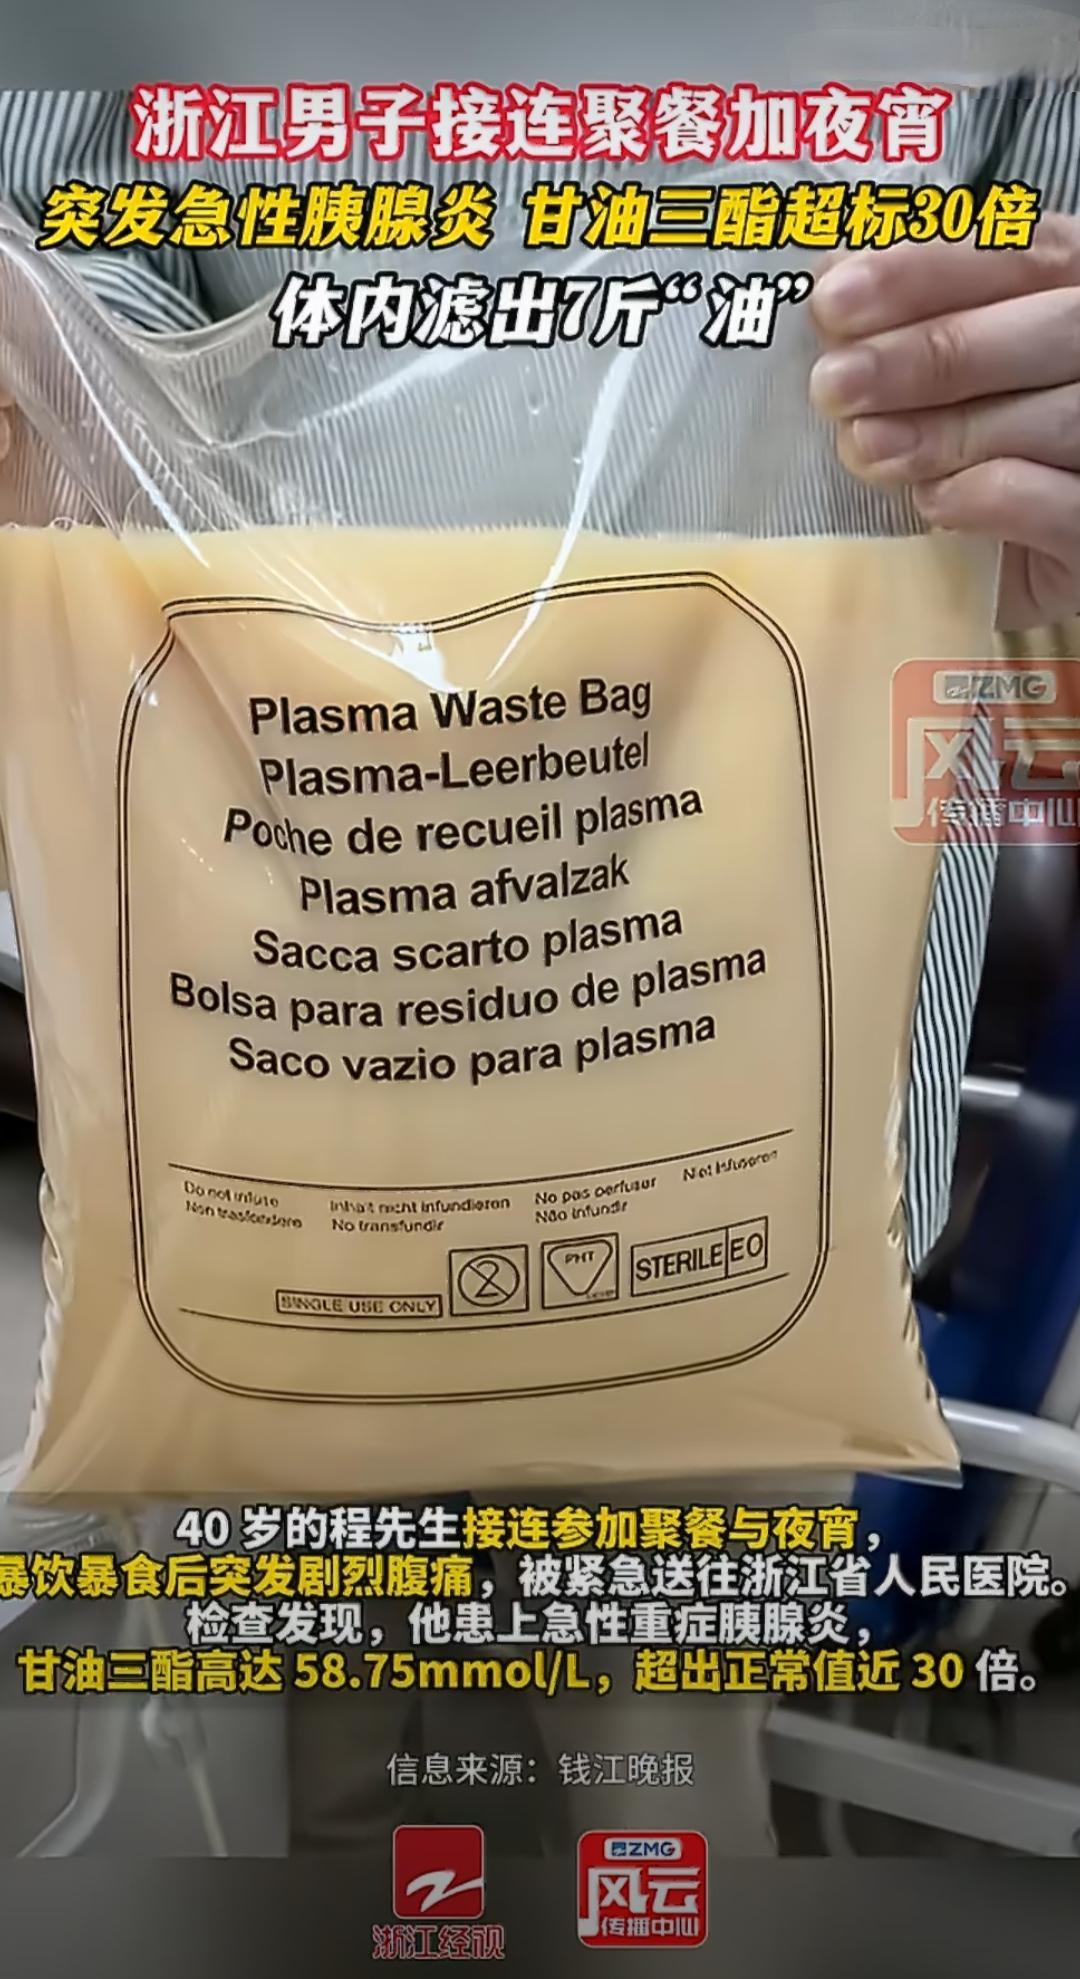 浙江男子接连聚餐加夜宵
突发急性胰腺炎 甘油三酯超标30倍
体内滤出7斤“油”
Plasma Waste Bag
Plasma-Leerbeutel
Poche de recueil plasma
Plasma afvalzak
Sacca scarto plasma
Bolsa para residuo de plasma
Saco vazio para plasma
Do not infuse
Non trasfondere
Inhalt nicht infundieren
No transfundir
No pas perfuser
Não infundir
Niet infuseren
SINGLE USE ONLY
2
PHT
STERILE EO
ZMG
风云
传播中心
40 岁的程先生接连参加聚餐与夜宵，
暴饮暴食后突发剧烈腹痛，被紧急送往浙江省人民医院。
检查发现，他患上急性重症胰腺炎，
甘油三酯高达 58.75mmol/L，超出正常值近 30 倍。
信息来源：钱江晚报
浙江经视
ZMG
风云
传播中心